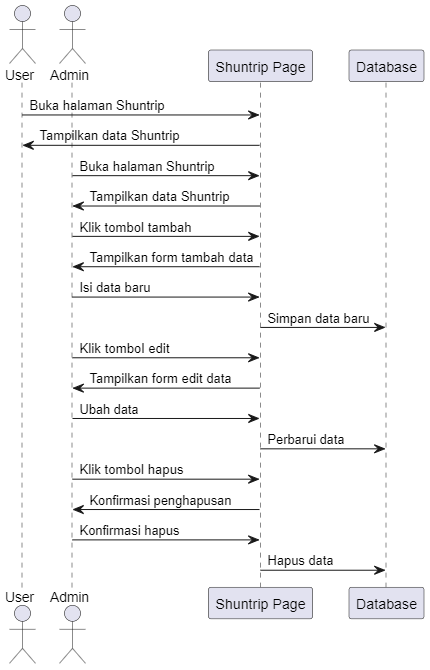 User
Admin
Shuntrip Page
Database
Buka halaman Shuntrip
Tampilkan data Shuntrip
Buka halaman Shuntrip
Tampilkan data Shuntrip
Klik tombol tambah
Tampilkan form tambah data
Isi data baru
Simpan data baru
Klik tombol edit
Tampilkan form edit data
Ubah data
Perbarui data
Klik tombol hapus
Konfirmasi penghapusan
Konfirmasi hapus
Hapus data
User
Admin
Shuntrip Page
Database